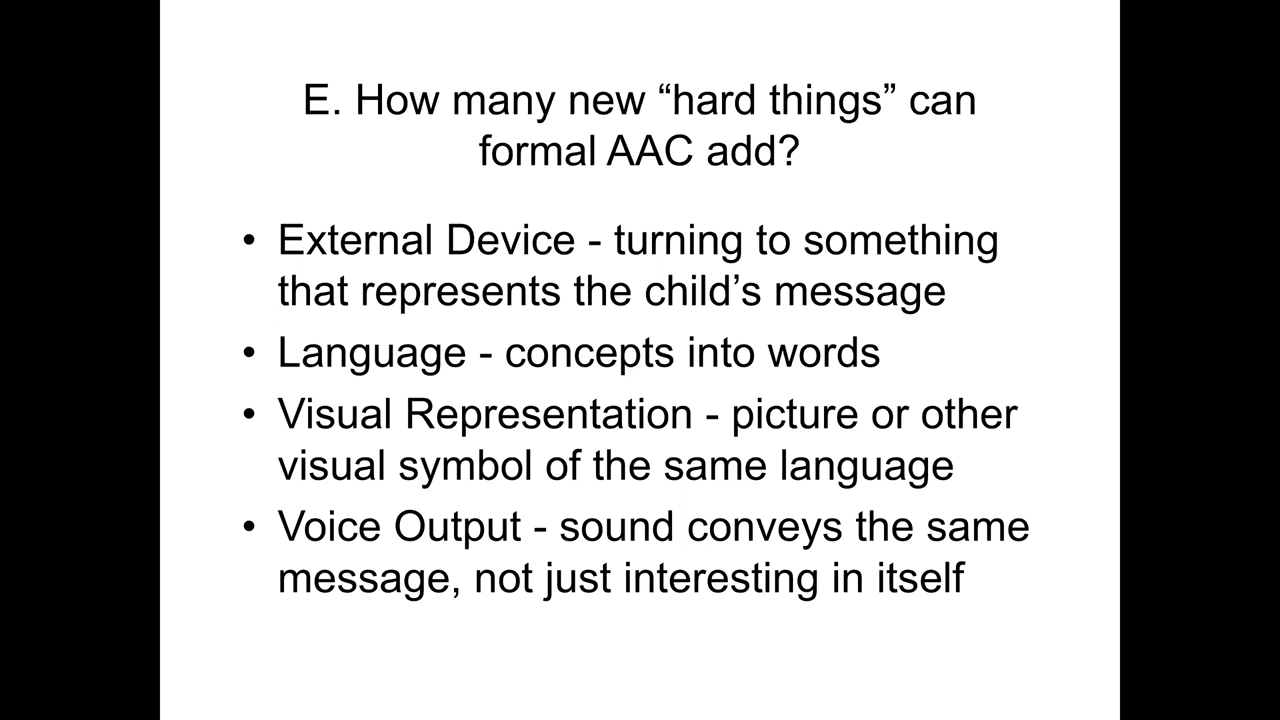 E. How many new “hard things” can
formal AAC add?
• External Device - turning to something
that represents the child’s message
• Language - concepts into words
• Visual Representation - picture or other
visual symbol of the same language
• Voice Output - sound conveys the same
message, not just interesting in itself